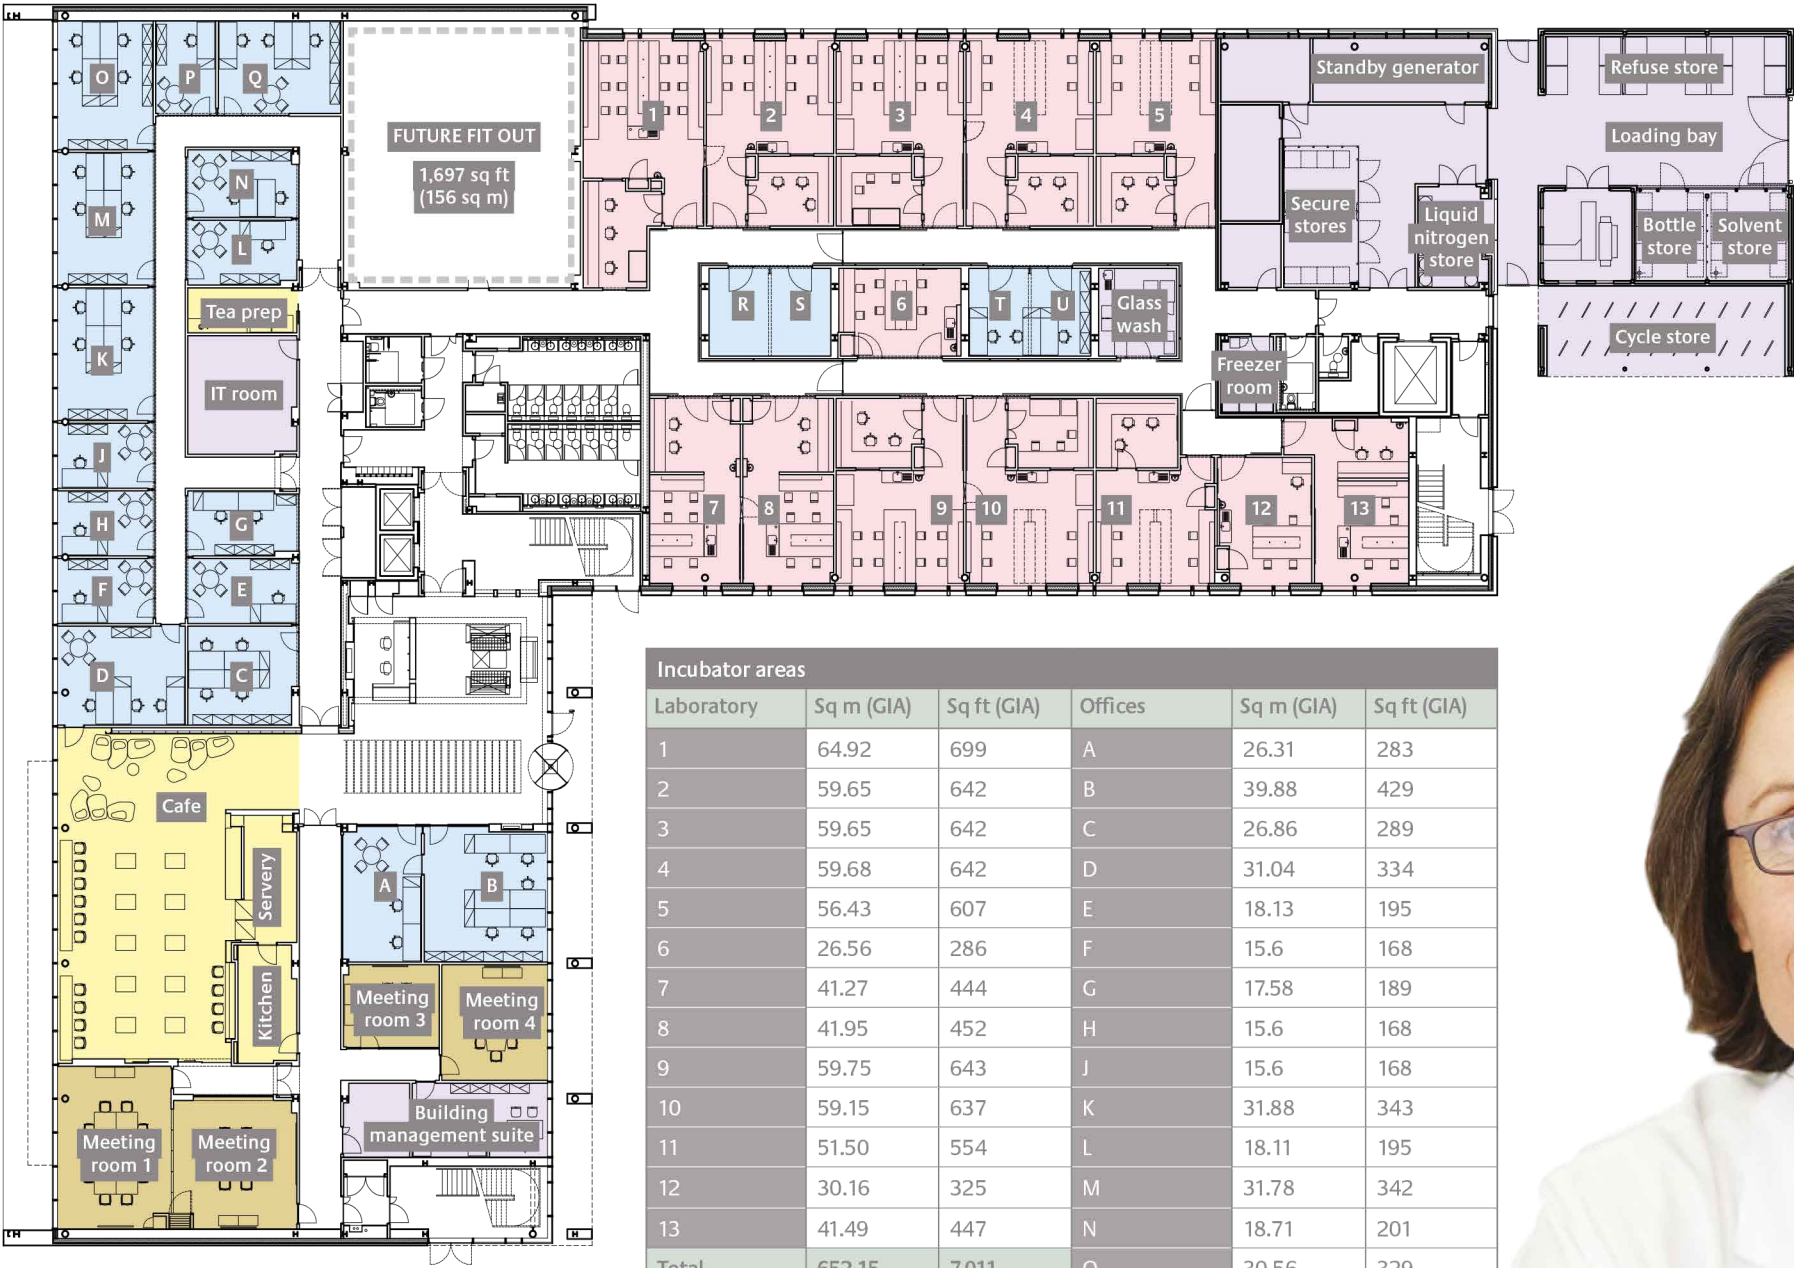 O
P
Q
FUTURE FIT OUT
1,697 sq ft
(156 sq m)
1
2
3
4
5
Standby generator
Refuse store
Loading bay
M
N
L
Secure
stores
Liquid
nitrogen
store
Bottle
store
Solvent
store
Tea prep
R
S
6
T
U
Glass
wash
Cycle store
K
IT room
Freezer
room
J
H
G
7
8
9
10
11
12
13
F
E
D
C
Cafe
Servery
Kitchen
A
B
Meeting
room 3
Meeting
room 4
Building
management suite
Meeting
room 1
Meeting
room 2
Incubator areas
Laboratory Sq m (GIA) Sq ft (GIA) Offices Sq m (GIA) Sq ft (GIA)
1 64.92 699 A 26.31 283
2 59.65 642 B 39.88 429
3 59.65 642 C 26.86 289
4 59.68 642 D 31.04 334
5 56.43 607 E 18.13 195
6 26.56 286 F 15.6 168
7 41.27 444 G 17.58 189
8 41.95 452 H 15.6 168
9 59.75 643 J 15.6 168
10 59.15 637 K 31.88 343
11 51.50 554 L 18.11 195
12 30.16 325 M 31.78 342
13 41.49 447 N 18.71 201
Total 652.15 7,011 O 30.56 329